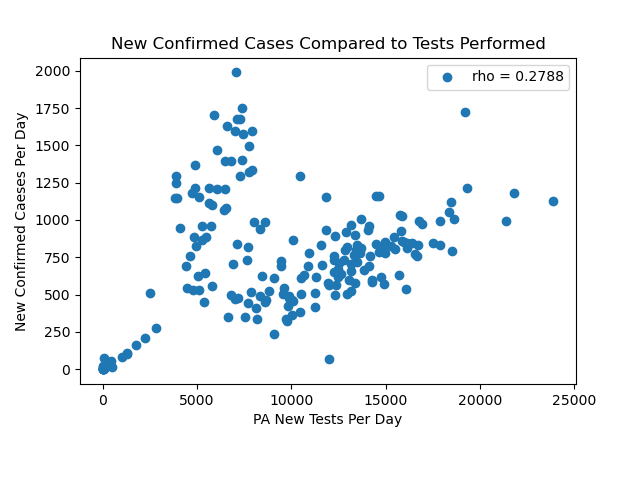 New Confirmed Cases Compared to Tests Performed
rho = 0.2788
New Confirmed Caeses Per Day
2000
1750
1500
1250
1000
750
500
250
0
0 5000 10000 15000 20000 25000
PA New Tests Per Day